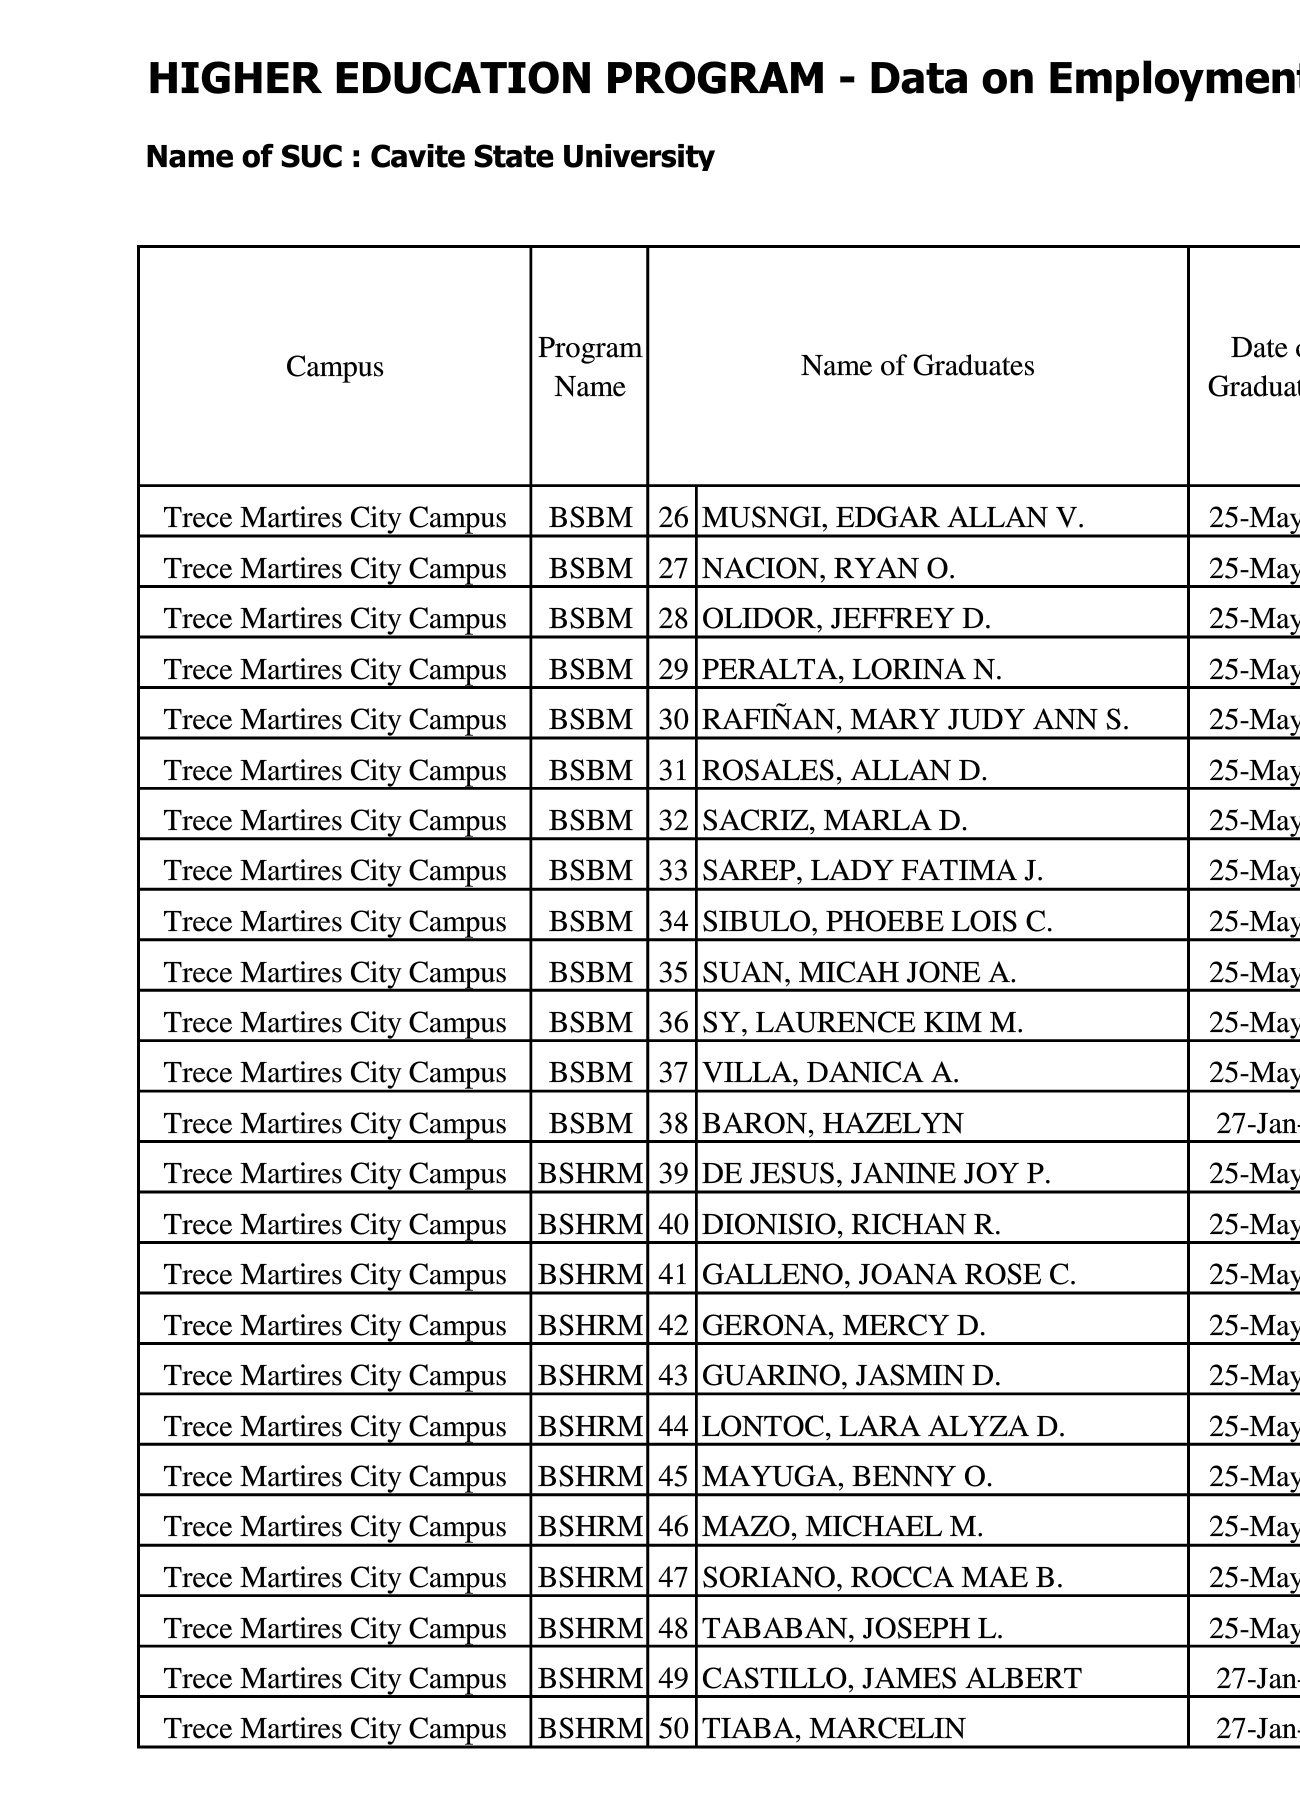 HIGHER EDUCATION PROGRAM - Data on Employment
Name of SUC : Cavite State University
Campus Program Name Name of Graduates Date o Graduat
Trece Martires City Campus BSBM 26 MUSNGI, EDGAR ALLAN V. 25-May
Trece Martires City Campus BSBM 27 NACION, RYAN O. 25-May
Trece Martires City Campus BSBM 28 OLIDOR, JEFFREY D. 25-May
Trece Martires City Campus BSBM 29 PERALTA, LORINA N. 25-May
Trece Martires City Campus BSBM 30 RAFIÑAN, MARY JUDY ANN S. 25-May
Trece Martires City Campus BSBM 31 ROSALES, ALLAN D. 25-May
Trece Martires City Campus BSBM 32 SACRIZ, MARLA D. 25-May
Trece Martires City Campus BSBM 33 SAREP, LADY FATIMA J. 25-May
Trece Martires City Campus BSBM 34 SIBULO, PHOEBE LOIS C. 25-May
Trece Martires City Campus BSBM 35 SUAN, MICAH JONE A. 25-May
Trece Martires City Campus BSBM 36 SY, LAURENCE KIM M. 25-May
Trece Martires City Campus BSBM 37 VILLA, DANICA A. 25-May
Trece Martires City Campus BSBM 38 BARON, HAZELYN 27-Jan-
Trece Martires City Campus BSHRM 39 DE JESUS, JANINE JOY P. 25-May
Trece Martires City Campus BSHRM 40 DIONISIO, RICHAN R. 25-May
Trece Martires City Campus BSHRM 41 GALLENO, JOANA ROSE C. 25-May
Trece Martires City Campus BSHRM 42 GERONA, MERCY D. 25-May
Trece Martires City Campus BSHRM 43 GUARINO, JASMIN D. 25-May
Trece Martires City Campus BSHRM 44 LONTOC, LARA ALYZA D. 25-May
Trece Martires City Campus BSHRM 45 MAYUGA, BENNY O. 25-May
Trece Martires City Campus BSHRM 46 MAZO, MICHAEL M. 25-May
Trece Martires City Campus BSHRM 47 SORIANO, ROCCA MAE B. 25-May
Trece Martires City Campus BSHRM 48 TABABAN, JOSEPH L. 25-May
Trece Martires City Campus BSHRM 49 CASTILLO, JAMES ALBERT 27-Jan-
Trece Martires City Campus BSHRM 50 TIABA, MARCELIN 27-Jan-